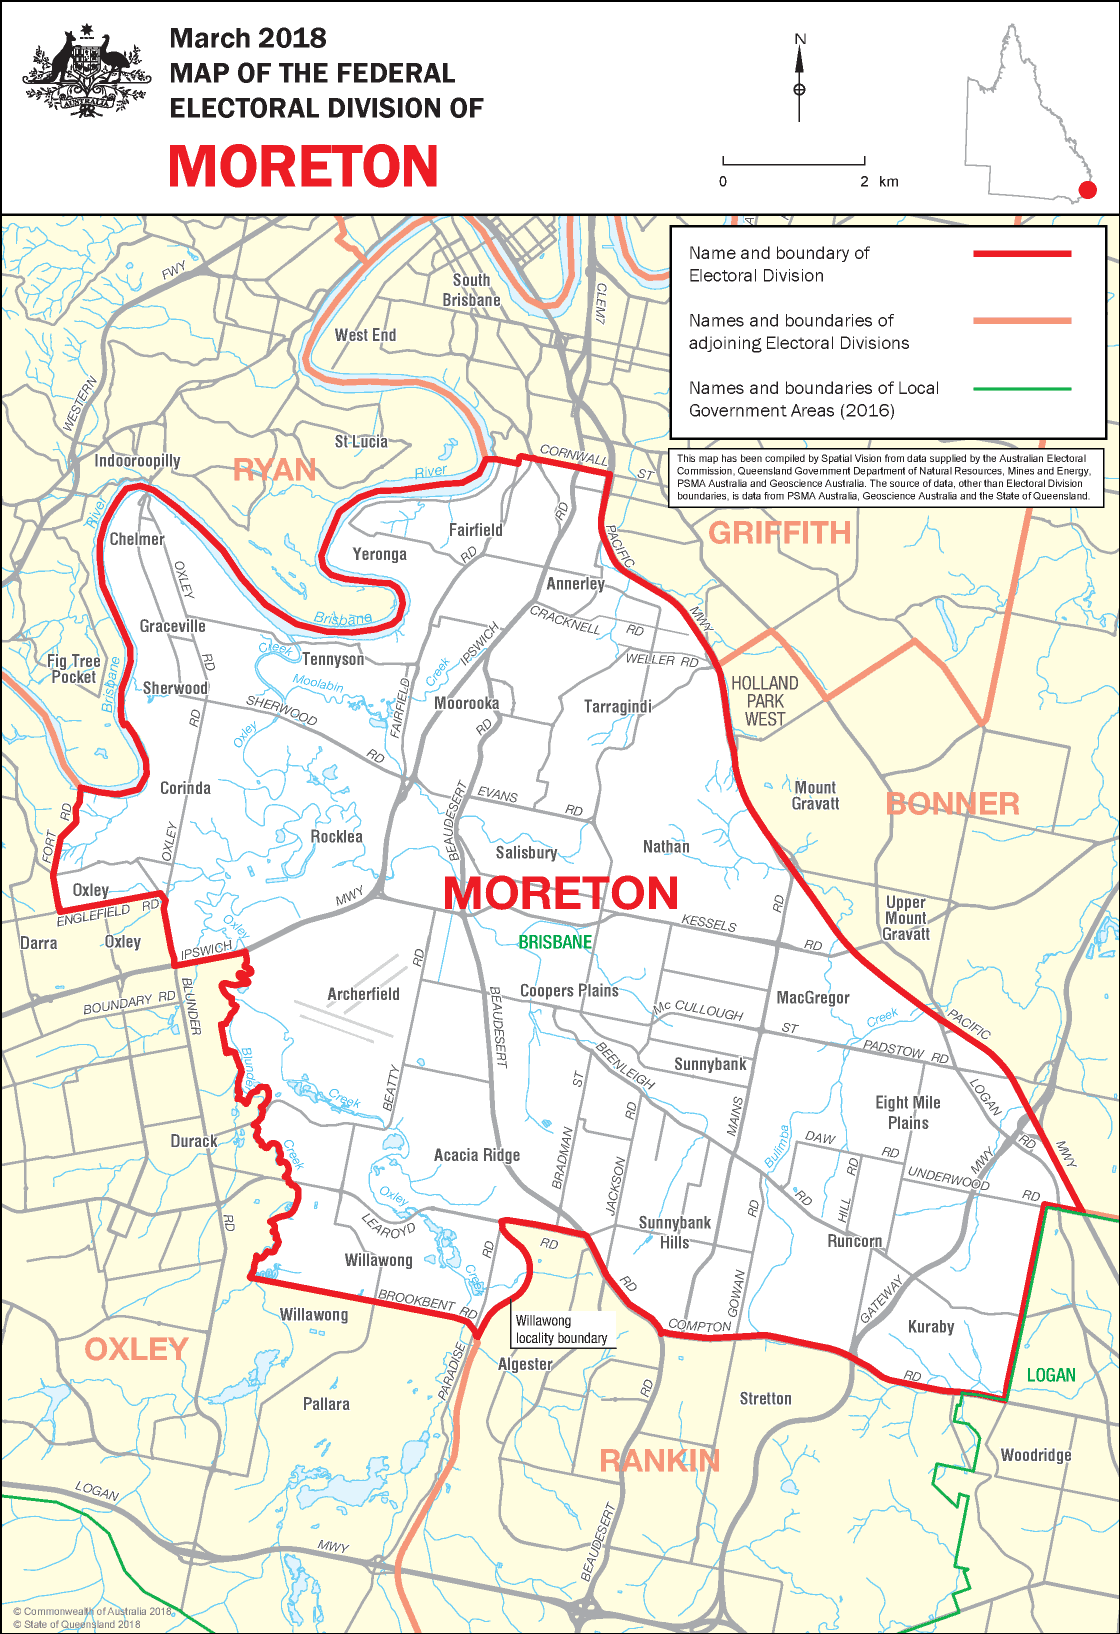 March 2018
MAP OF THE FEDERAL
ELECTORAL DIVISION OF
MORETON
AUSTRALIA
N
0 2 km
Name and boundary of
Electoral Division
Names and boundaries of
adjoining Electoral Divisions
Names and boundaries of Local
Government Areas (2016)
This map has been compiled by Spatial Vision from data supplied by the Australian Electoral
Commission, Queensland Government Department of Natural Resources, Mines and Energy,
PSMA Australia and Geoscience Australia. The source of data, other than Electoral Division
boundaries, is data from PSMA Australia, Geoscience Australia and the State of Queensland.
FWY
South
Brisbane
CLEM7
West End
WESTERN
St Lucia
Indooroopilly
RYAN
River
CORNWALL
ST
River
Chelmer
Fairfield
RD
PACIFIC
GRIFFITH
Yeronga
RD
OXLEY
Annerley
Brisbane
CRACKNELL RD
MWY
Graceville
IPSWICH
Creek
Tennyson
WELLER RD
Fig Tree
Pocket
RD
Brisbane
Sherwood
Moolabin
Creek
HOLLAND
PARK
WEST
SHERWOOD
RD
FAIRFIELD
Moorooka
Tarragindi
RD
Oxley
RD
Corinda
EVANS
RD
Mount
Gravatt
BONNER
FORT RD
OXLEY
Rocklea
BEAUDESERT
Salisbury
Nathan
Oxley
MORETON
MWY
ENGLEFIELD RD
RD
Upper
Mount
Gravatt
Darra
Oxley
Oxley
KESSELS
RD
IPSWICH
BRISBANE
RD
BOUNDARY RD
BLUNDER
Archerfield
BEAUDESERT
Coopers Plains
MacGregor
Mc CULLOUGH
ST
Creek
PACIFIC
PADSTOW RD
Blunder
Creek
BEATTY
BEENLEIGH
ST
Sunnybank
LOGAN
RD
MAINS
Eight Mile
Plains
RD
MWY
Durack
Creek
Acacia Ridge
BRADMAN
JACKSON
Bulimba
DAW
RD
MWY
UNDERWOOD
RD
RD
Oxley
LEAROYD
RD
RD
HILL
RD
RD
RD
Sunnybank
Hills
Runcorn
Willawong
Creek
RD
GOWAN
GATEWAY
BROOKBENT RD
Willawong
Willawong
locality boundary
COMPTON
Kuraby
OXLEY
PARADISE
Algester
RD
RD
LOGAN
Pallara
Stretton
RANKIN
Woodridge
LOGAN
MWY
BEAUDESERT
© Commonwealth of Australia 2018
© State of Queensland 2018